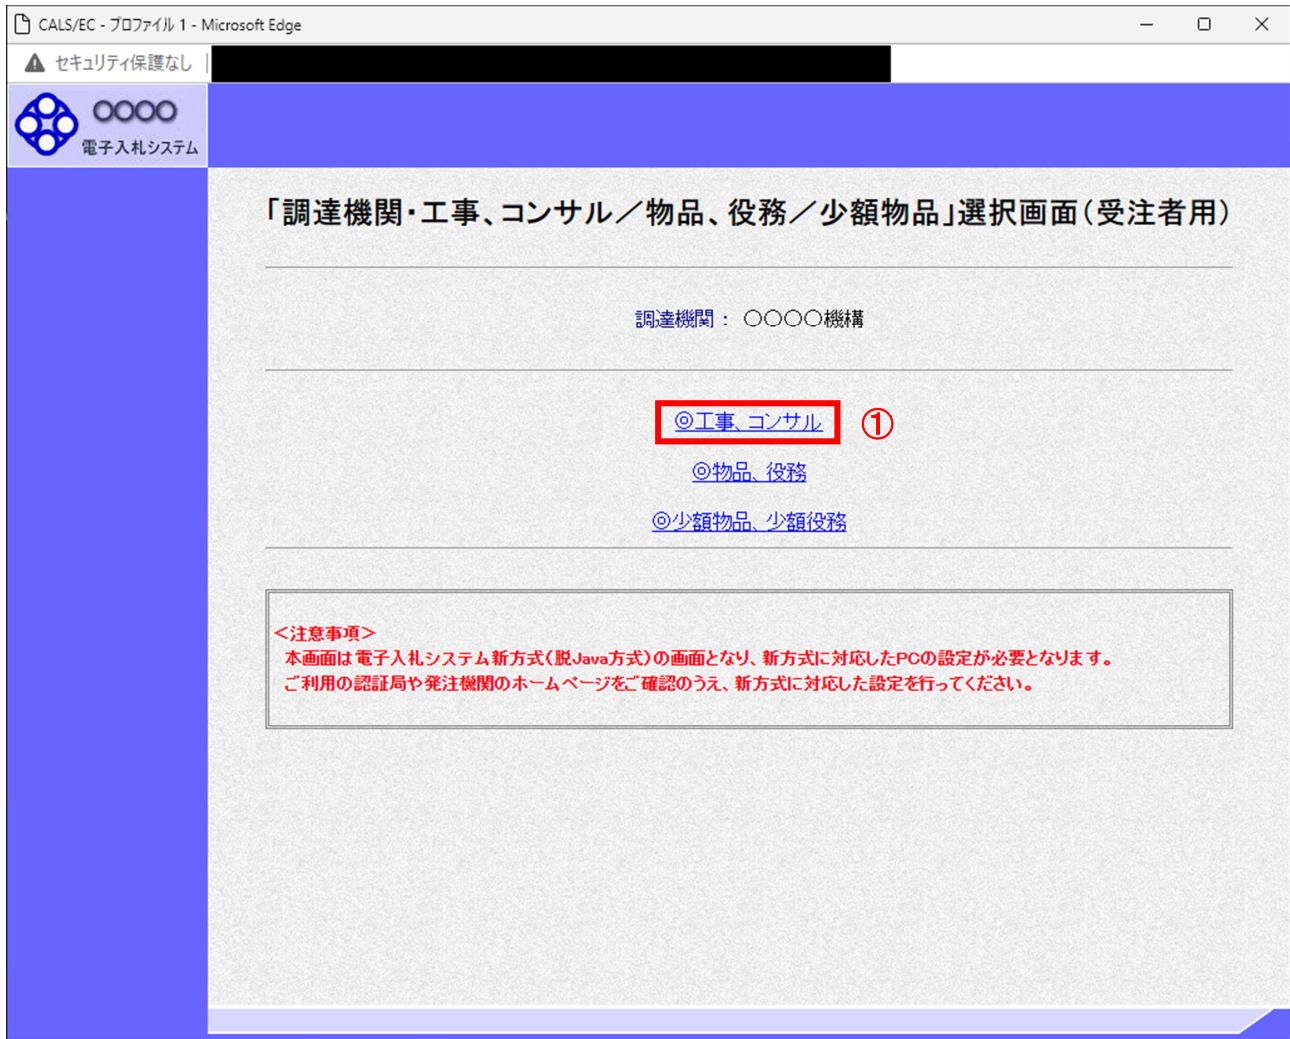 CALS/EC - プロファイル 1 - Microsoft Edge
セキュリティ保護なし
○○○○
電子入札システム
「調達機関・工事、コンサル／物品、役務／少額物品」選択画面（受注者用）
調達機関： ○○○○機構
◎工事、コンサル ①
◎物品、役務
◎少額物品、少額役務
＜注意事項＞
本画面は電子入札システム新方式（脱Java方式）の画面となり、新方式に対応したPCの設定が必要となります。
ご利用の認証局や発注機関のホームページをご確認のうえ、新方式に対応した設定を行ってください。